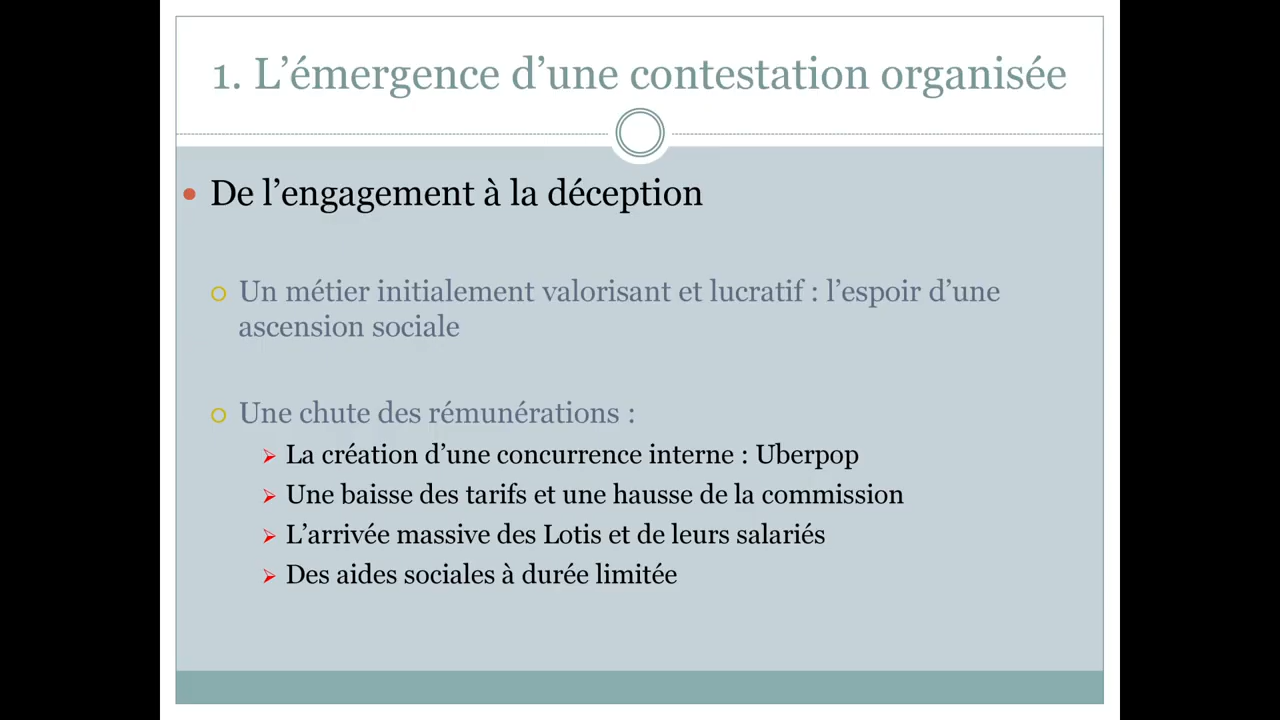 1. L’émergence d’une contestation organisée
De l’engagement à la déception
Un métier initialement valorisant et lucratif : l’espoir d’une
ascension sociale
Une chute des rémunérations :
La création d’une concurrence interne : Uberpop
Une baisse des tarifs et une hausse de la commission
L’arrivée massive des Lotis et de leurs salariés
Des aides sociales à durée limitée